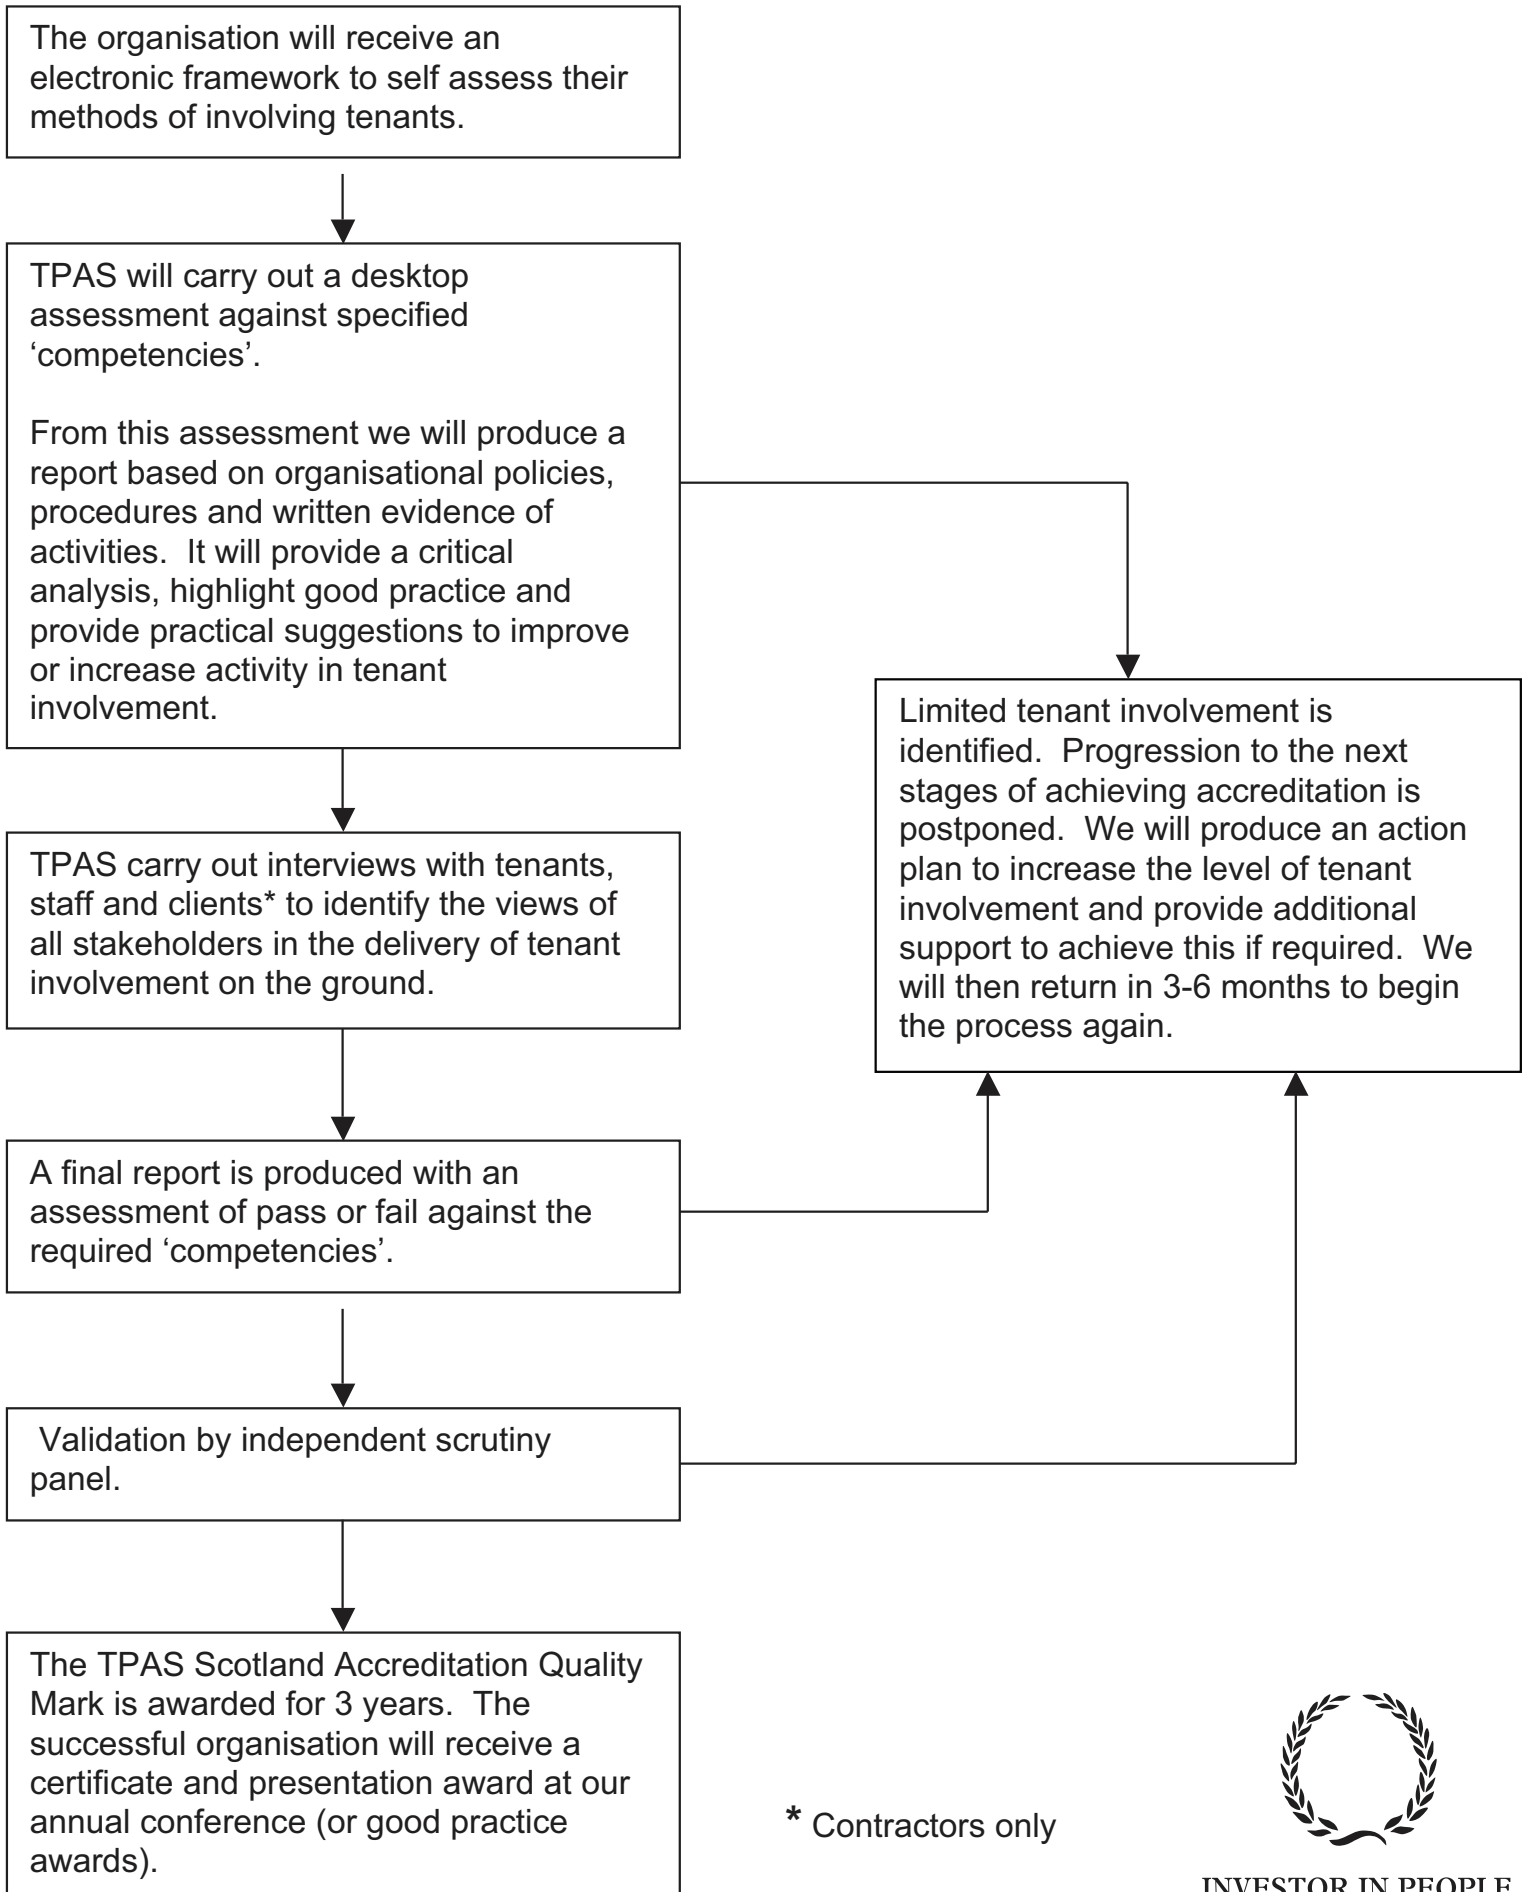 The organisation will receive an
electronic framework to self assess their
methods of involving tenants.
TPAS will carry out a desktop
assessment against specified
‘competencies’.
From this assessment we will produce a
report based on organisational policies,
procedures and written evidence of
activities.  It will provide a critical
analysis, highlight good practice and
provide practical suggestions to improve
or increase activity in tenant
involvement.
Limited tenant involvement is
identified.  Progression to the next
stages of achieving accreditation is
postponed.  We will produce an action
plan to increase the level of tenant
involvement and provide additional
support to achieve this if required.  We
will then return in 3-6 months to begin
the process again.
TPAS carry out interviews with tenants,
staff and clients* to identify the views of
all stakeholders in the delivery of tenant
involvement on the ground.
A final report is produced with an
assessment of pass or fail against the
required ‘competencies’.
Validation by independent scrutiny
panel.
The TPAS Scotland Accreditation Quality
Mark is awarded for 3 years.  The
successful organisation will receive a
certificate and presentation award at our
annual conference (or good practice
awards).
* Contractors only
INVESTOR IN PEOPLE